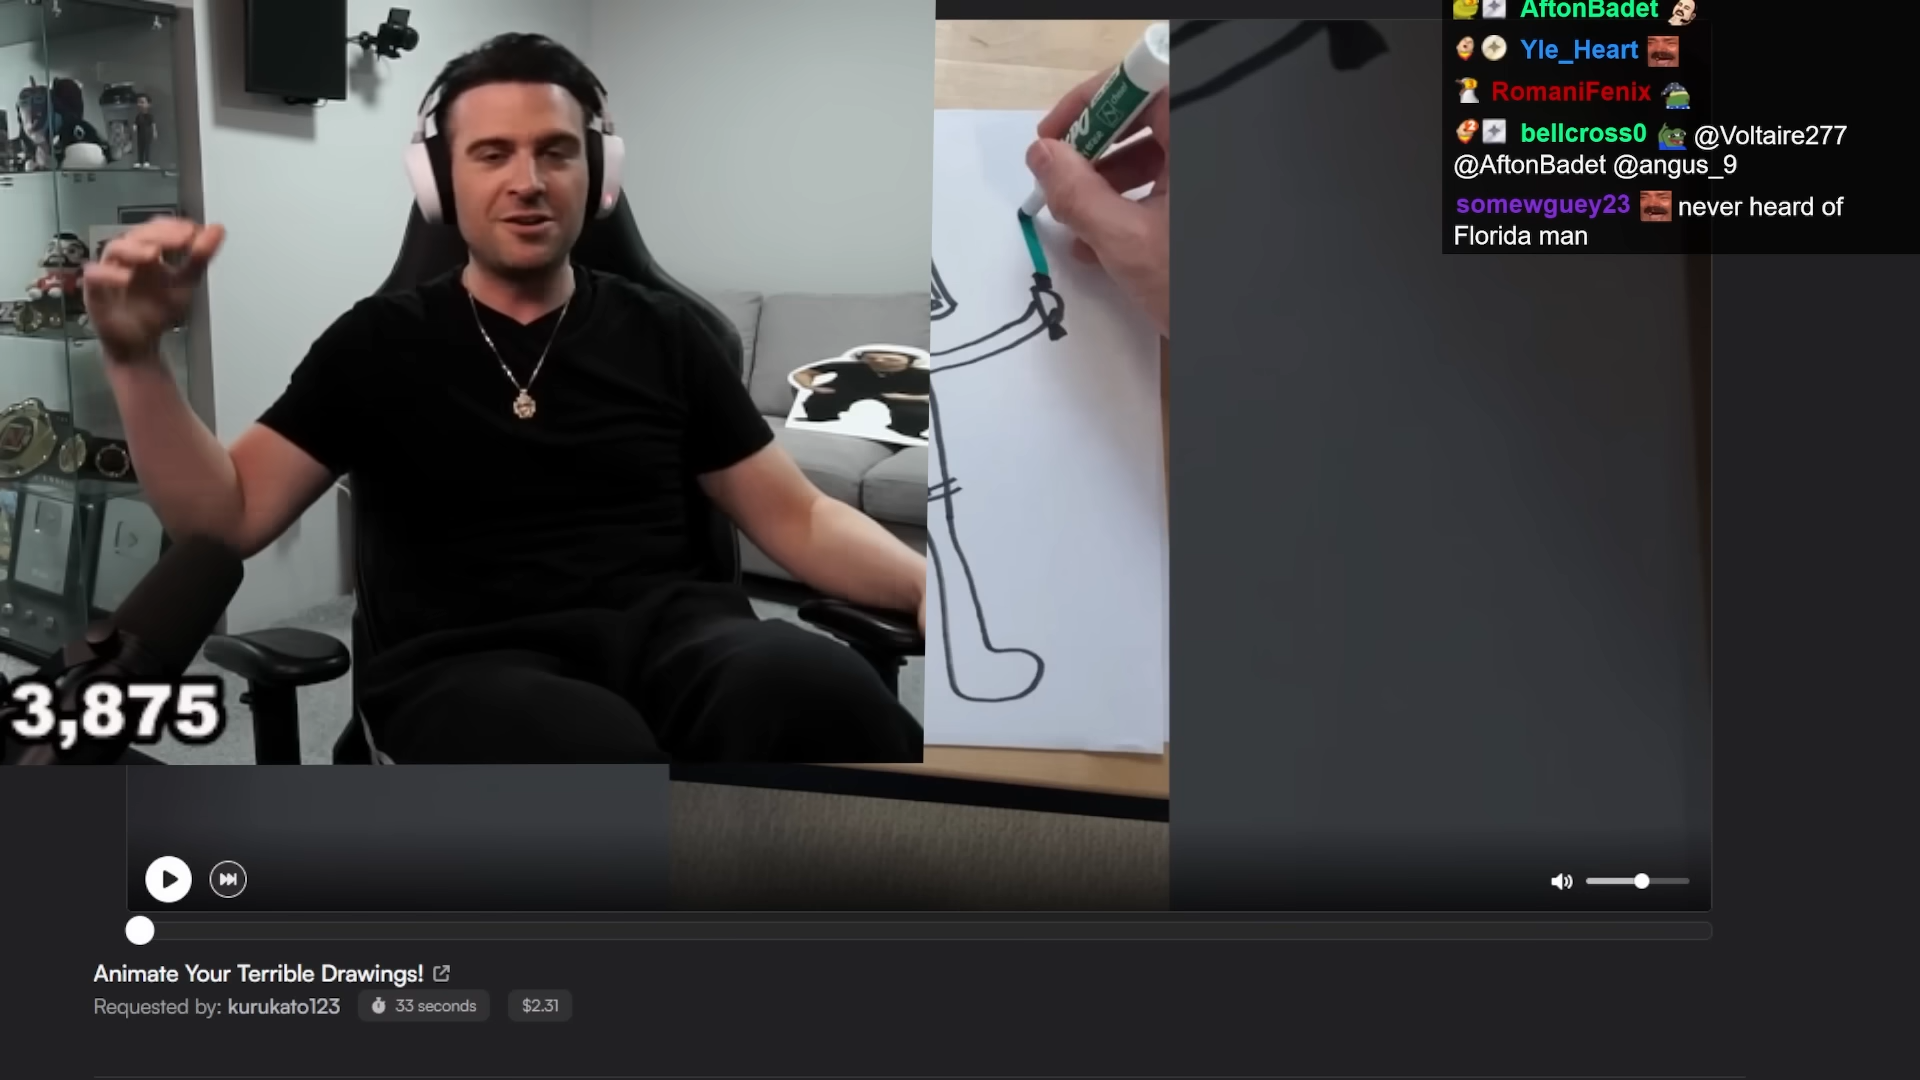 AftonBadet
Yle_Heart
RomaniFenix
bellcross0 @Voltaire277
@AftonBadet @angus_9
somewguey23 never heard of
Florida man
3,875
Animate Your Terrible Drawings!
Requested by: kurukato123 33 seconds $2.31